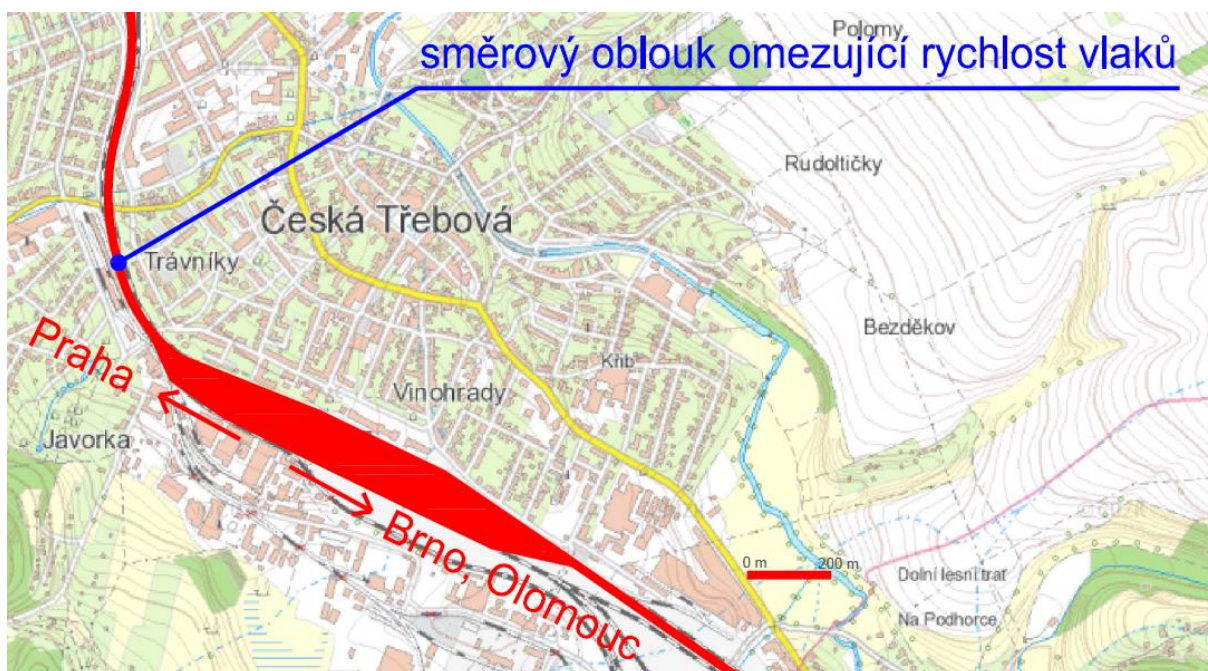 Polomy
směrový oblouk omezující rychlost vlaků
Rudoltičky
Česká Třebová
Trávníky
Bezděkov
Praha
Křib
Vinohrady
Javorka
Brno, Olomouc
0 m 200 m
Dolní lesní trať
Na Podhorce